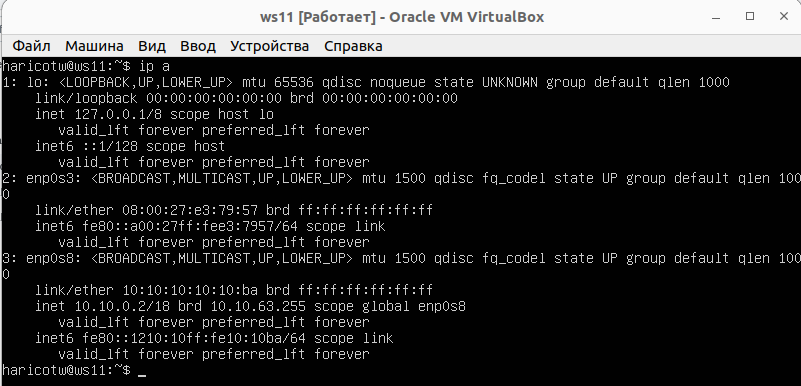 ws11 [Работает] - Oracle VM VirtualBox
Файл Машина Вид Ввод Устройства Справка
haricotw@ws11:~$ ip a
1: lo: <LOOPBACK,UP,LOWER_UP> mtu 65536 qdisc noqueue state UNKNOWN group default qlen 1000
    link/loopback 00:00:00:00:00:00 brd 00:00:00:00:00:00
    inet 127.0.0.1/8 scope host lo
       valid_lft forever preferred_lft forever
    inet6 ::1/128 scope host
       valid_lft forever preferred_lft forever
2: enp0s3: <BROADCAST,MULTICAST,UP,LOWER_UP> mtu 1500 qdisc fq_codel state UP group default qlen 100
0
    link/ether 08:00:27:e3:79:57 brd ff:ff:ff:ff:ff:ff
    inet6 fe80::a00:27ff:fee3:7957/64 scope link
       valid_lft forever preferred_lft forever
3: enp0s8: <BROADCAST,MULTICAST,UP,LOWER_UP> mtu 1500 qdisc fq_codel state UP group default qlen 100
0
    link/ether 10:10:10:10:10:ba brd ff:ff:ff:ff:ff:ff
    inet 10.10.0.2/18 brd 10.10.63.255 scope global enp0s8
       valid_lft forever preferred_lft forever
    inet6 fe80::1210:10ff:fe10:10ba/64 scope link
       valid_lft forever preferred_lft forever
haricotw@ws11:~$ _